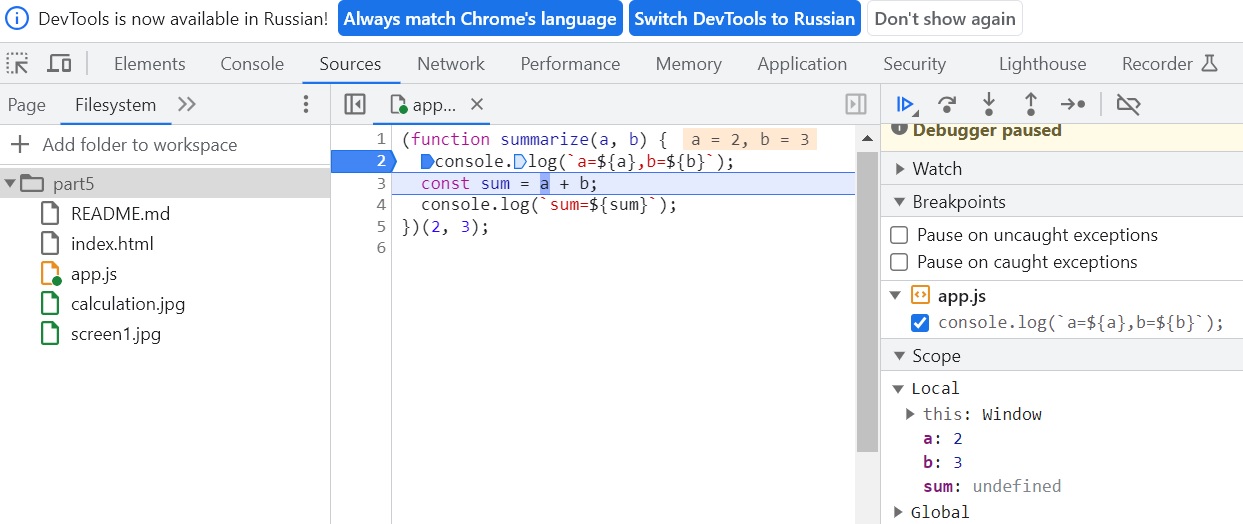 DevTools is now available in Russian! Always match Chrome's language Switch DevTools to Russian Don't show again
Elements Console Sources Network Performance Memory Application Security Lighthouse Recorder
Page Filesystem
Add folder to workspace
part5
README.md
index.html
app.js
calculation.jpg
screen1.jpg
app... ×
1 (function summarize(a, b) { a = 2, b = 3
2 console.log(`a=${a},b=${b}`);
3 const sum = a + b;
4 console.log(`sum=${sum}`);
5 })(2, 3);
6
Debugger paused
Watch
Breakpoints
Pause on uncaught exceptions
Pause on caught exceptions
app.js
console.log(`a=${a},b=${b}`);
Scope
Local
this: Window
a: 2
b: 3
sum: undefined
Global